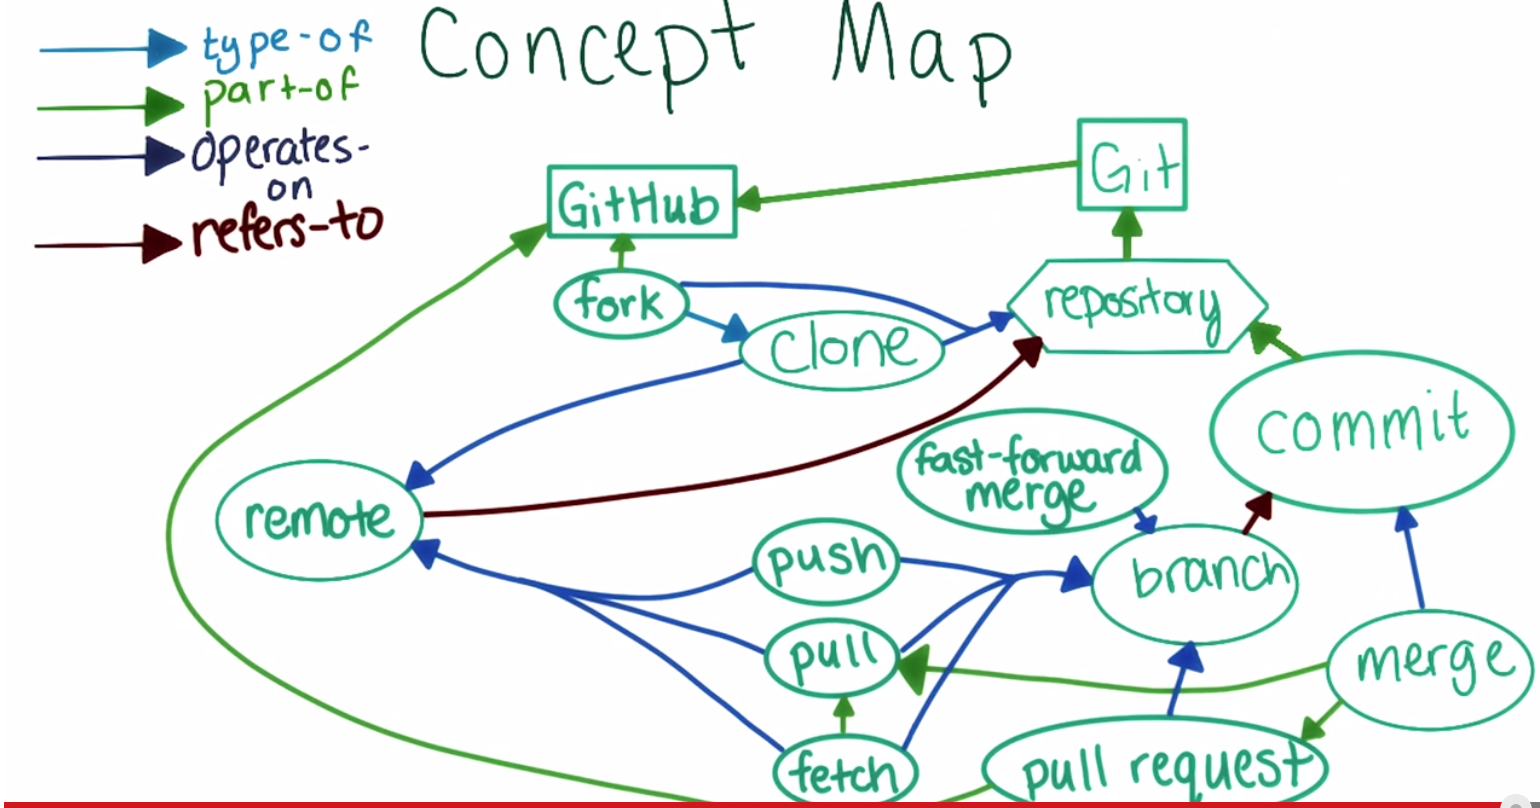 Concept Map
type-of
part-of
operates-
on
refers-to
Git
GitHub
fork
clone
repository
commit
fast-forward
merge
remote
push
branch
pull
merge
fetch
pull request